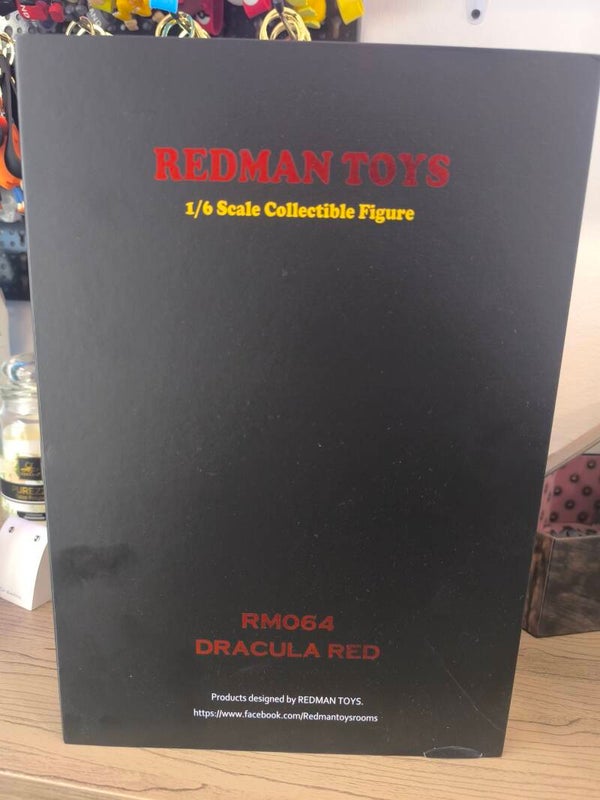 REDMAN TOYS
1/6 Scale Collectible Figure
RM064
DRACULA RED
Products designed by REDMAN TOYS.
https://www.facebook.com/Redmantoysrooms